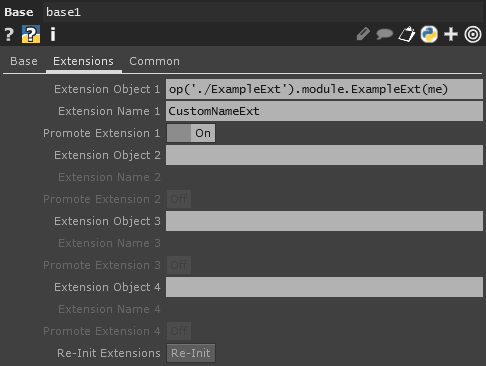 Base base1
? ? i
Base Extensions Common
Extension Object 1 op('./ExampleExt').module.ExampleExt(me)
Extension Name 1 CustomNameExt
Promote Extension 1 On
Extension Object 2
Extension Name 2
Promote Extension 2 Off
Extension Object 3
Extension Name 3
Promote Extension 3 Off
Extension Object 4
Extension Name 4
Promote Extension 4 Off
Re-Init Extensions Re-Init